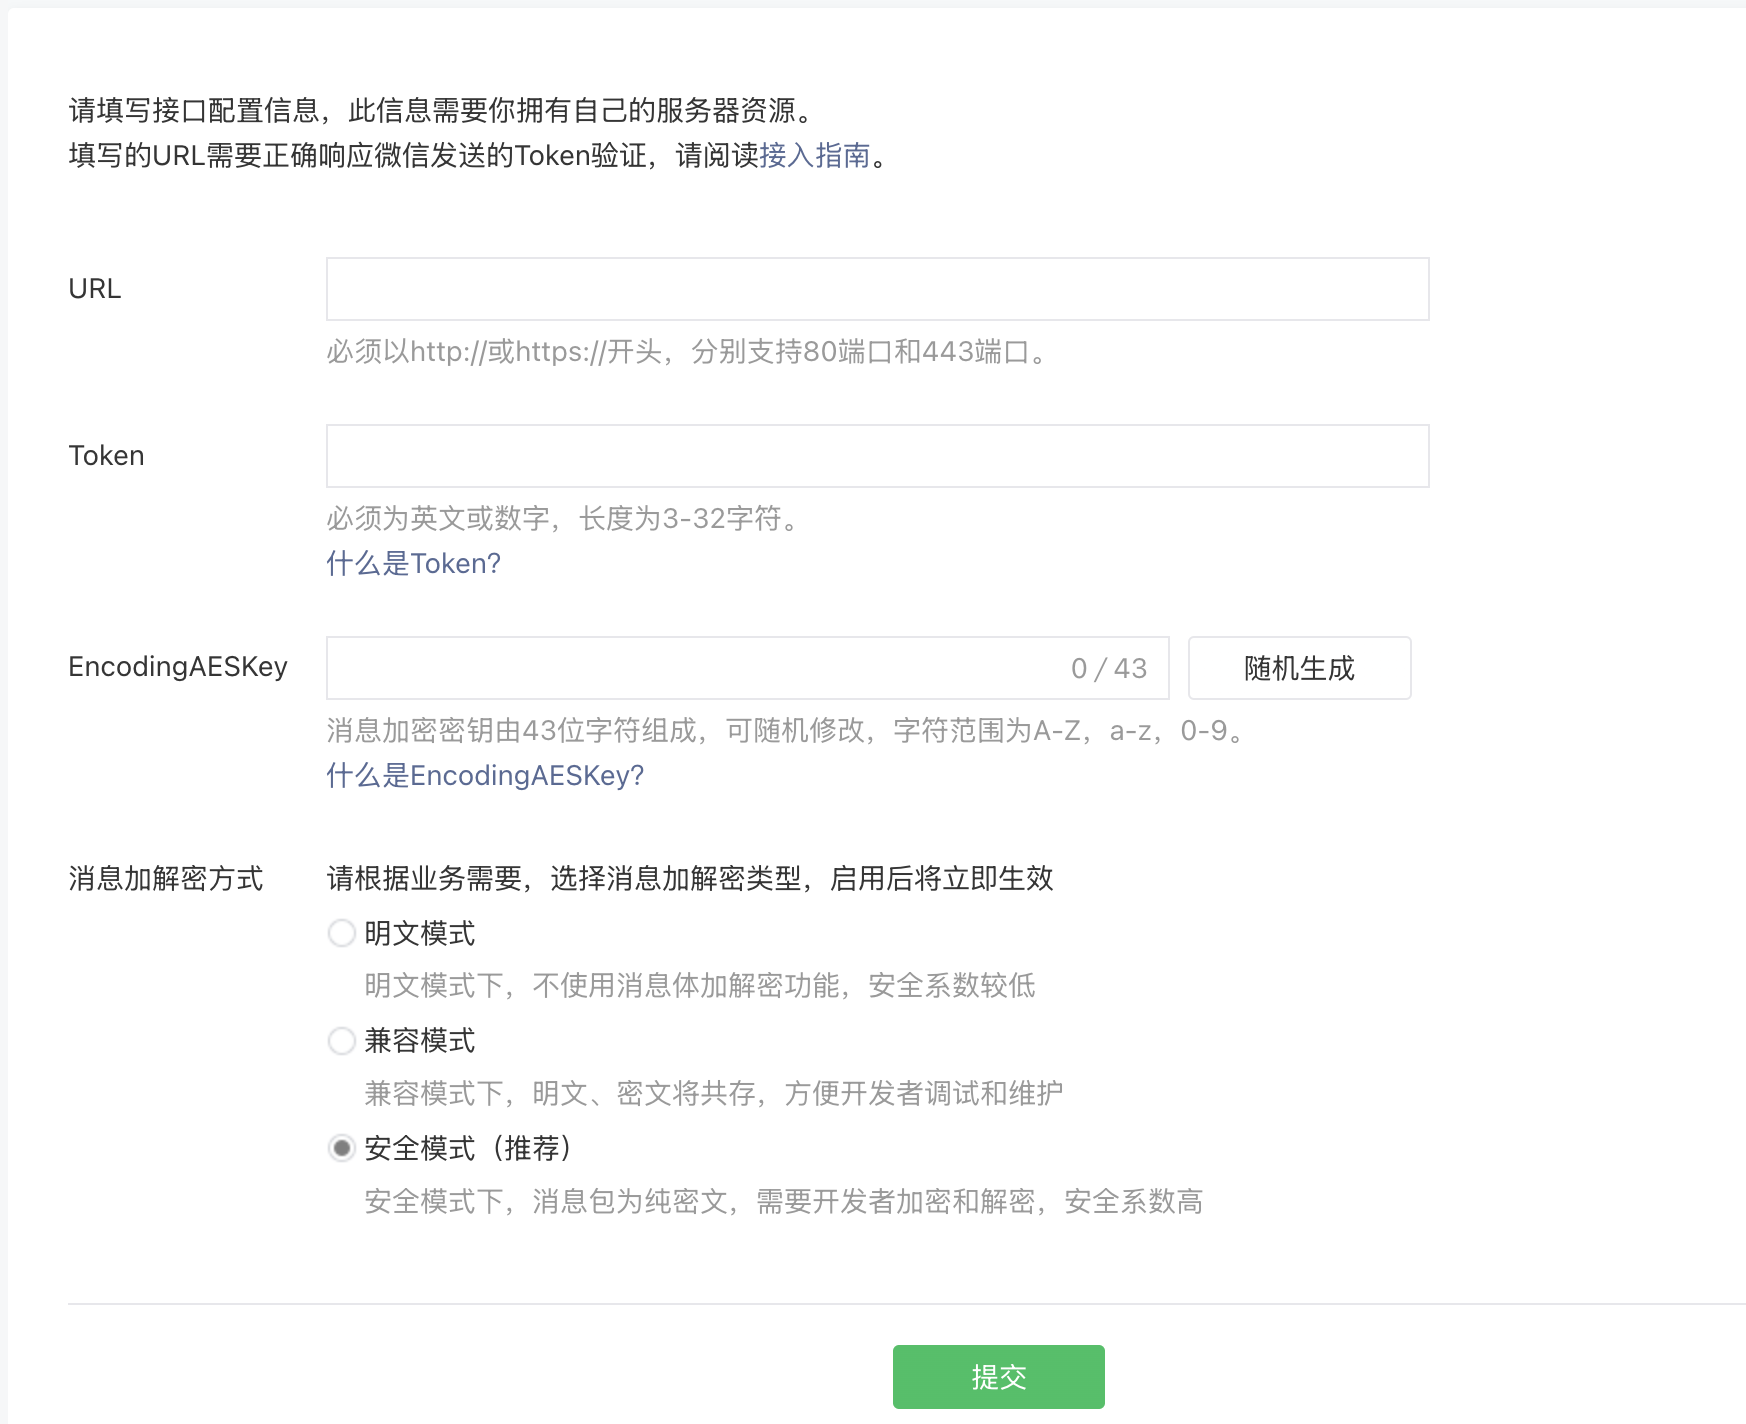 请填写接口配置信息，此信息需要你拥有自己的服务器资源。
填写的URL需要正确响应微信发送的Token验证，请阅读接入指南。
URL
必须以http://或https://开头，分别支持80端口和443端口。
Token
必须为英文或数字，长度为3-32字符。
什么是Token?
EncodingAESKey 0 / 43 随机生成
消息加密密钥由43位字符组成，可随机修改，字符范围为A-Z，a-z，0-9。
什么是EncodingAESKey?
消息加解密方式 请根据业务需要，选择消息加解密类型，启用后将立即生效
明文模式
明文模式下，不使用消息体加解密功能，安全系数较低
兼容模式
兼容模式下，明文、密文将共存，方便开发者调试和维护
安全模式（推荐）
安全模式下，消息包为纯密文，需要开发者加密和解密，安全系数高
提交